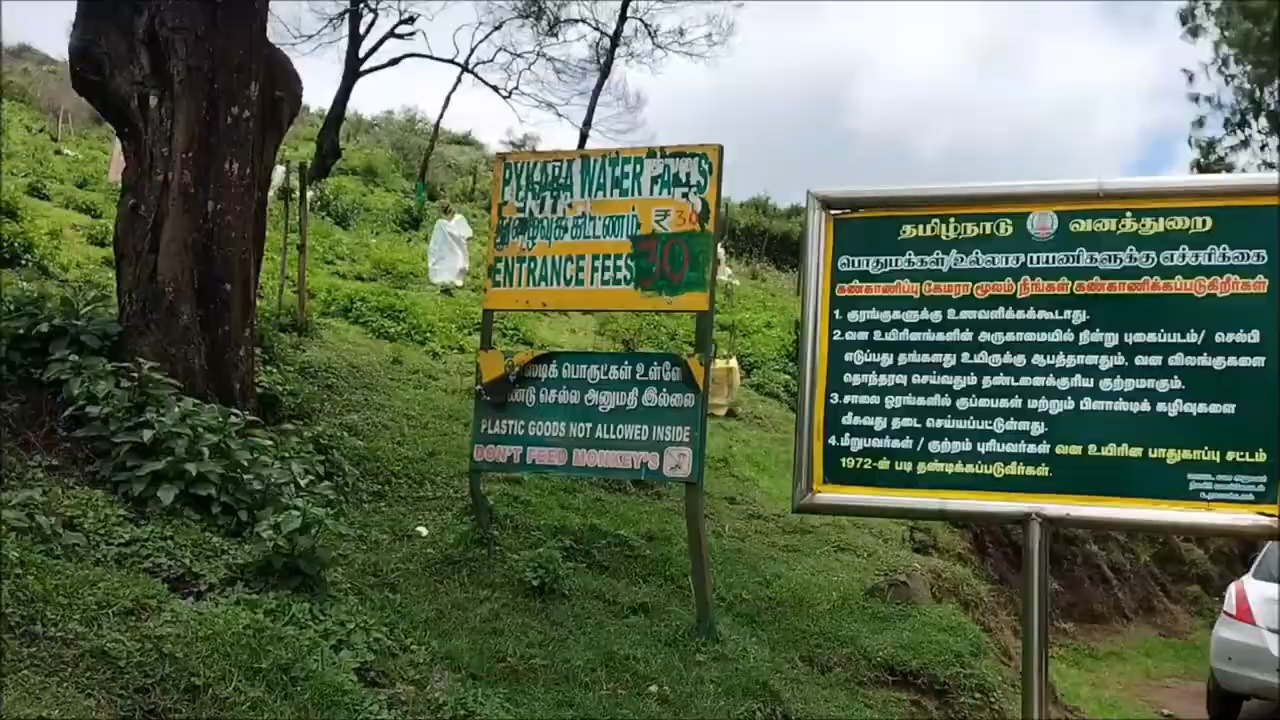 PYKARA WATER FALLS
நுழைவுக் கட்டணம் ₹ 30
ENTRANCE FEES 30
பொருட்கள் உள்ளே
செல்ல அனுமதி இல்லை
PLASTIC GOODS NOT ALLOWED INSIDE
DON'T FEED MONKEY'S
தமிழ்நாடு வனத்துறை
பொதுமக்கள்/உல்லாச பயணிகளுக்கு எச்சரிக்கை
கண்காணிப்பு கேமரா மூலம் நீங்கள் கண்காணிக்கப்படுகிறீர்கள்
1. குரங்குகளுக்கு உணவளிக்கக்கூடாது.
2.வன உயிரினங்களின் அருகாமையில் நின்று புகைப்படம்/ செல்பி
எடுப்பது தங்களது உயிருக்கு ஆபத்தானதும், வன விலங்குகளை
தொந்தரவு செய்வதும் தண்டனைக்குரிய குற்றமாகும்.
3.சாலை ஓரங்களில் குப்பைகள் மற்றும் பிளாஸ்டிக் கழிவுகளை
வீசுவது தடை செய்யப்பட்டுள்ளது.
4.மீறுபவர்கள் / குற்றம் புரிபவர்கள் வன உயிரின பாதுகாப்பு சட்டம்
1972-ன் படி தண்டிக்கப்படுவீர்கள்.